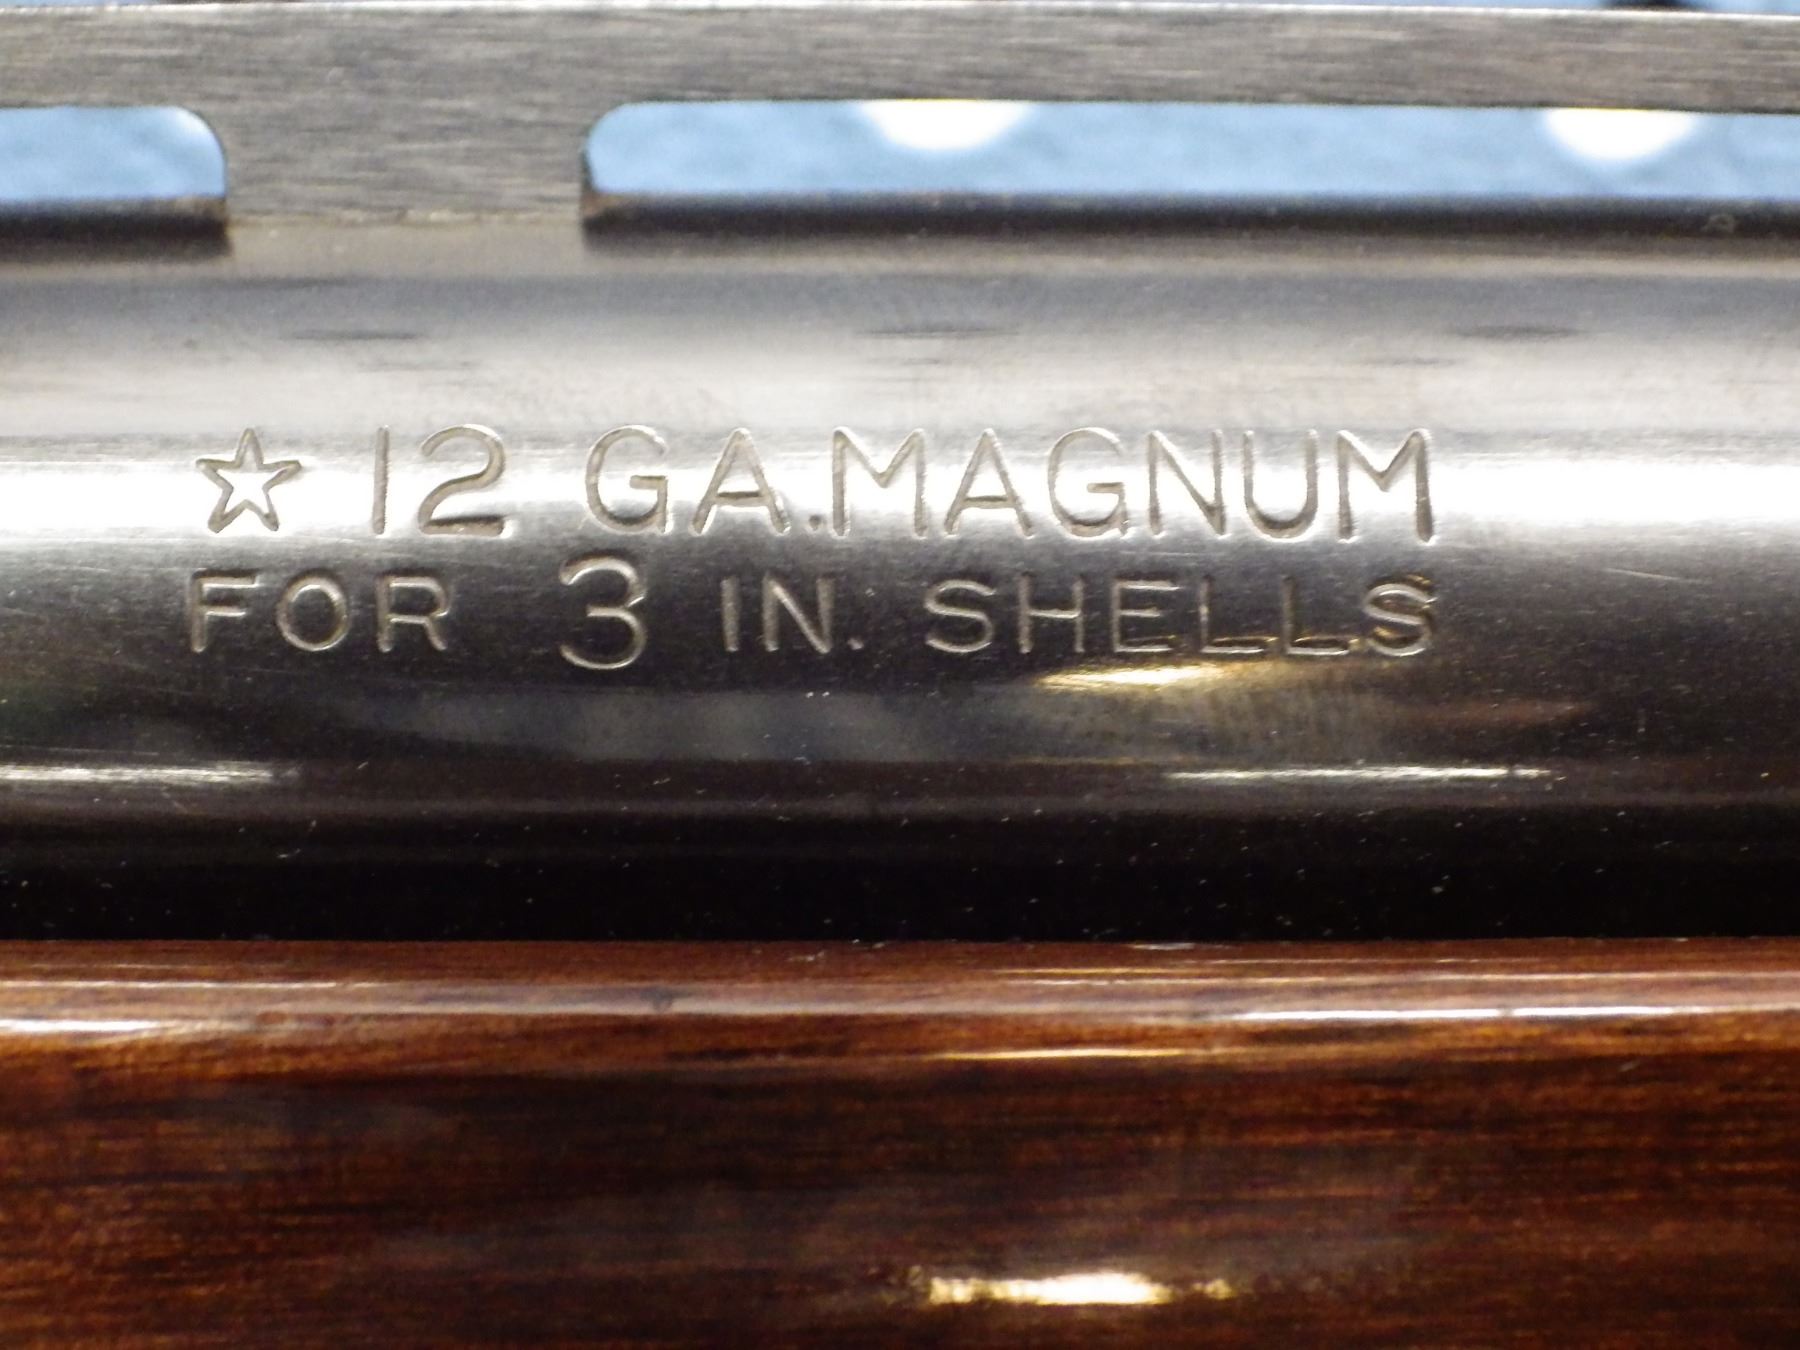 ☆ 12 GA.MAGNUM
FOR 3 IN. SHELLS